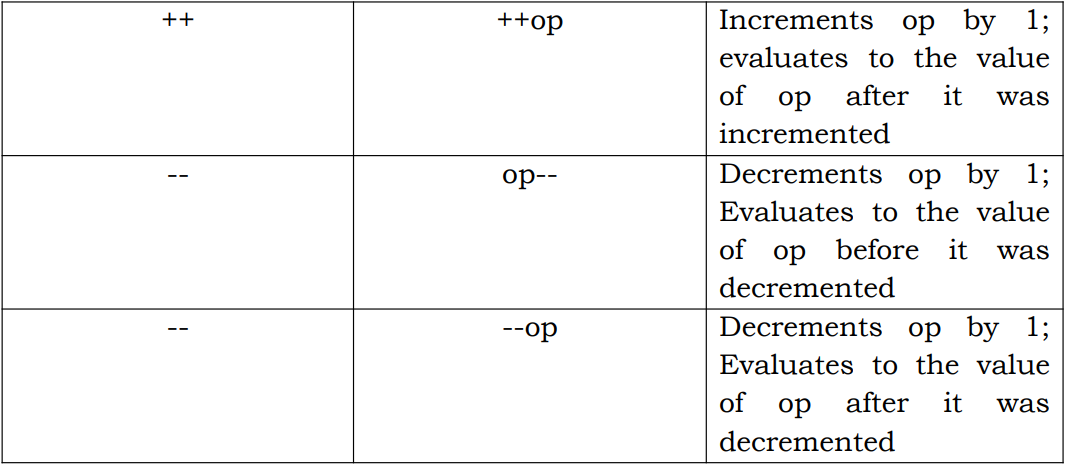 ++ ++op Increments op by 1;
evaluates to the value
of op after it was
incremented
-- op-- Decrements op by 1;
Evaluates to the value
of op before it was
decremented
-- --op Decrements op by 1;
Evaluates to the value
of op after it was
decremented